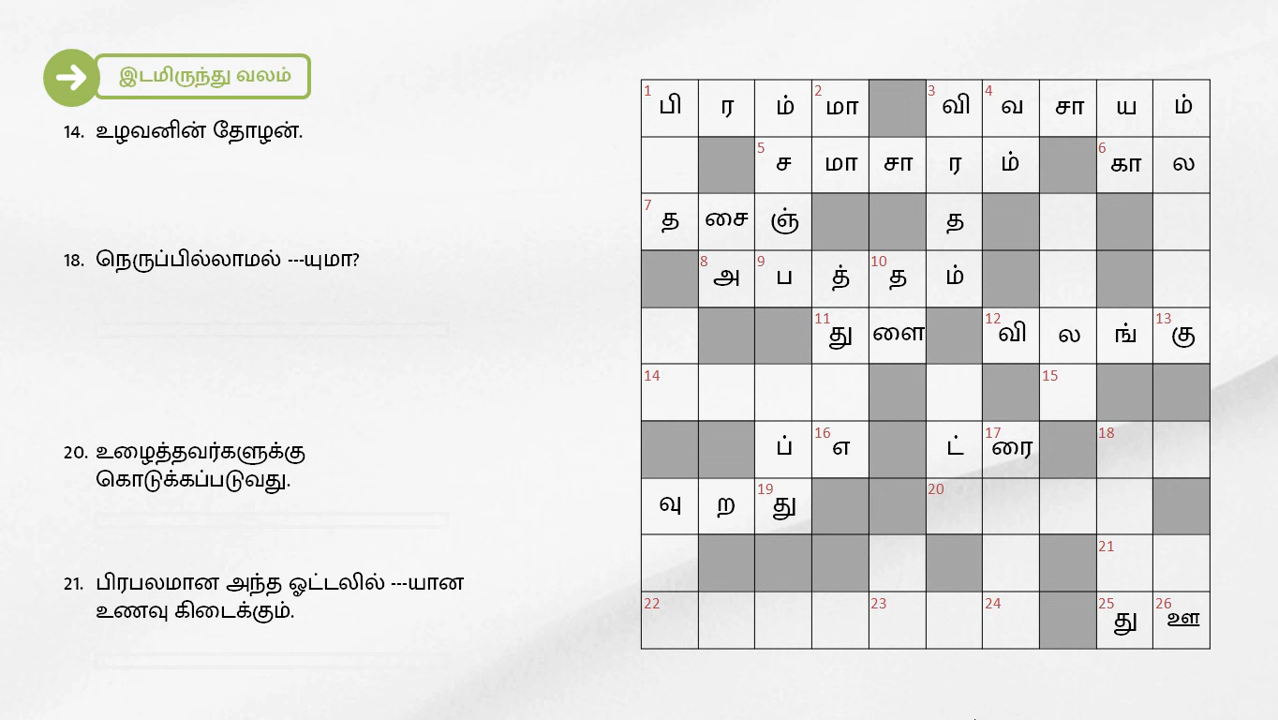 இடமிருந்து வலம்
14. உழவனின் தோழன்.
18. நெருப்பில்லாமல் ---யுமா?
20. உழைத்தவர்களுக்கு
கொடுக்கப்படுவது.
21. பிரபலமான அந்த ஓட்டலில் ---யான
உணவு கிடைக்கும்.
1 பி ர ம் 2 மா 3 வி 4 வ சா ய ம்
5 ச மா சா ர ம் 6 கா ல
7 த சை ஞ் த
8 அ 9 ப த் 10 த ம்
11 து ளை 12 வி ல ங் 13 கு
14 15
ப் 16 எ ட் 17 ரை 18
வு ற 19 து 20
21
22 23 24 25 து 26 ஊ